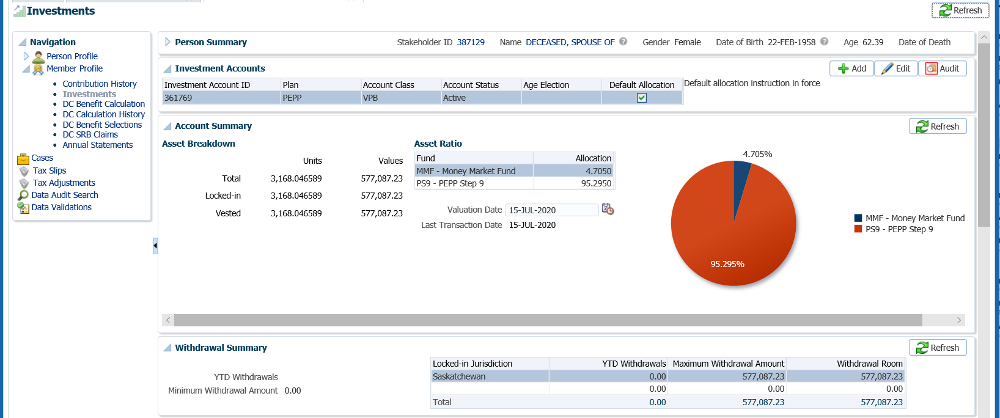 Investments
Refresh
Navigation
Person Profile
Member Profile
Contribution History
Investments
DC Benefit Calculation
DC Calculation History
DC Benefit Selections
DC SRB Claims
Annual Statements
Cases
Tax Slips
Tax Adjustments
Data Audit Search
Data Validations
Person Summary Stakeholder ID 387129 Name DECEASED, SPOUSE OF Gender Female Date of Birth 22-FEB-1958 Age 62.39 Date of Death
Investment Accounts Add Edit Audit
Investment Account ID Plan Account Class Account Status Age Election Default Allocation Default allocation instruction in force
361769 PEPP VPB Active
Account Summary Refresh
Asset Breakdown
Units Values
Total 3,168.046589 577,087.23
Locked-in 3,168.046589 577,087.23
Vested 3,168.046589 577,087.23
Asset Ratio
Fund Allocation
MMF - Money Market Fund 4.7050
PS9 - PEPP Step 9 95.2950
Valuation Date 15-JUL-2020
Last Transaction Date 15-JUL-2020
4.705%
95.295%
MMF - Money Market Fund
PS9 - PEPP Step 9
Withdrawal Summary Refresh
YTD Withdrawals
Minimum Withdrawal Amount 0.00
Locked-in Jurisdiction YTD Withdrawals Maximum Withdrawal Amount Withdrawal Room
Saskatchewan 0.00 577,087.23 577,087.23
0.00 0.00 0.00
Total 0.00 577,087.23 577,087.23